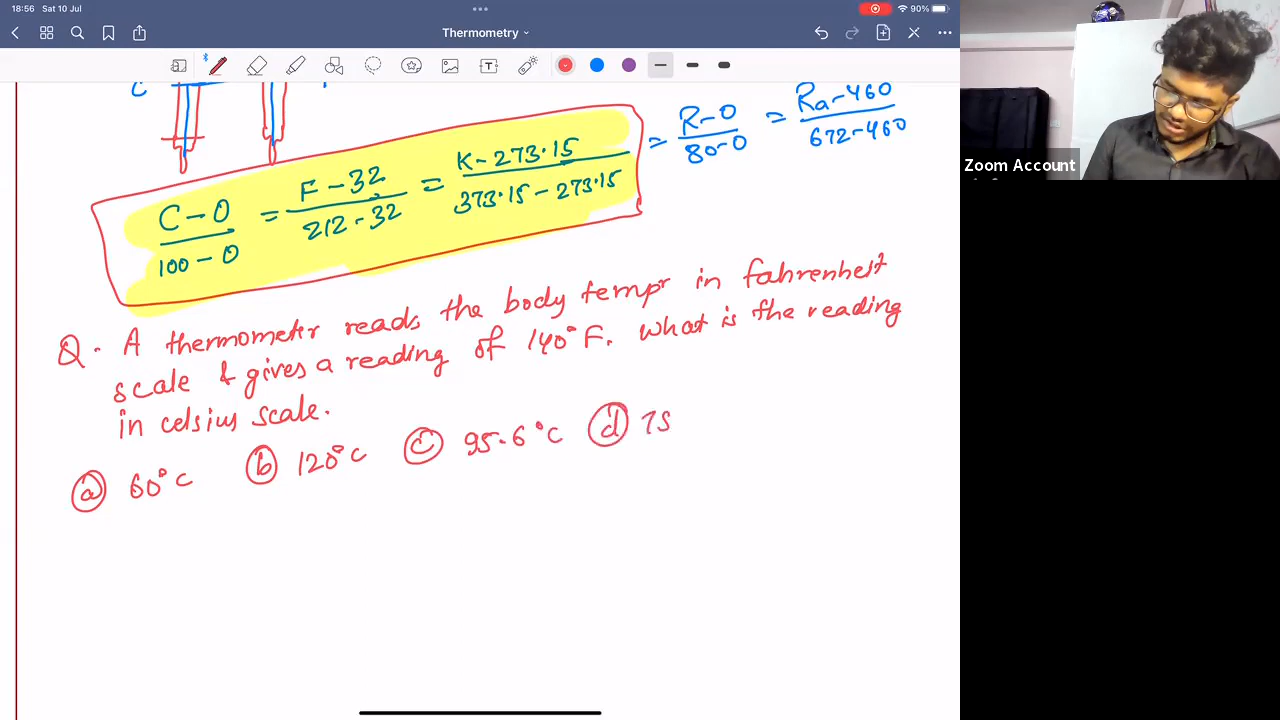 18:56 Sat 10 Jul
90%
Thermometry
C
C-0 / 100-0 = F-32 / 212-32 = K-273.15 / 373.15-273.15 = R-0 / 80-0 = Ra-460 / 672-460
Q. A thermometer reads the body tempr in fahrenheit
scale & gives a reading of 140°F. What is the reading
in celsius scale.
(a) 60°C (b) 120°C (c) 95.6°C (d) 75
Zoom Account